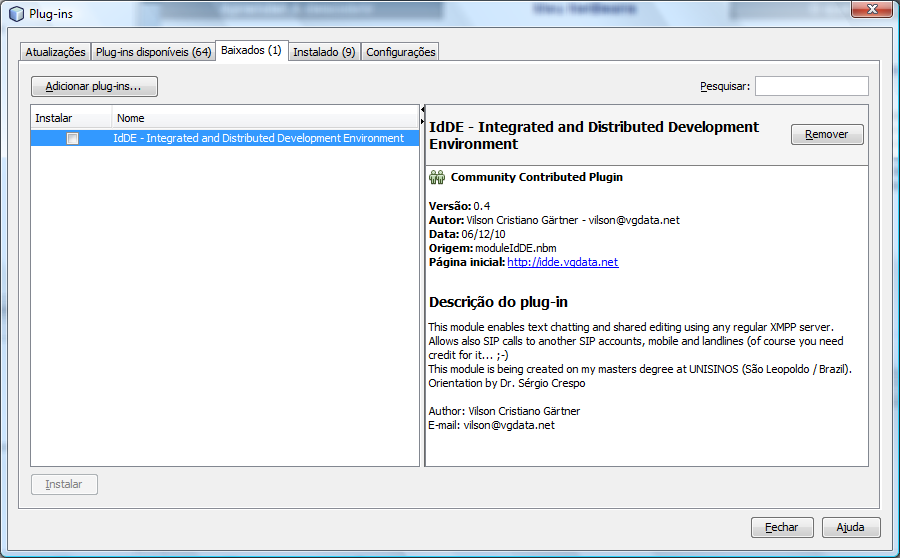 Plug-ins
Atualizações
Plug-ins disponíveis (64)
Baixados (1)
Instalado (9)
Configurações
Adicionar plug-ins...
Pesquisar:
Instalar
Nome
IdDE - Integrated and Distributed Development Environment
IdDE - Integrated and Distributed Development
Environment
Remover
Community Contributed Plugin
Versão: 0.4
Autor: Vilson Cristiano Gärtner - vilson@vgdata.net
Data: 06/12/10
Origem: moduleIdDE.nbm
Página inicial: http://idde.vgdata.net
Descrição do plug-in
This module enables text chatting and shared editing using any regular XMPP server.
Allows also SIP calls to another SIP accounts, mobile and landlines (of course you need
credit for it... ;-)
This module is being created on my masters degree at UNISINOS (São Leopoldo / Brazil).
Orientation by Dr. Sérgio Crespo
Author: Vilson Cristiano Gärtner
E-mail: vilson@vgdata.net
Instalar
Fechar
Ajuda